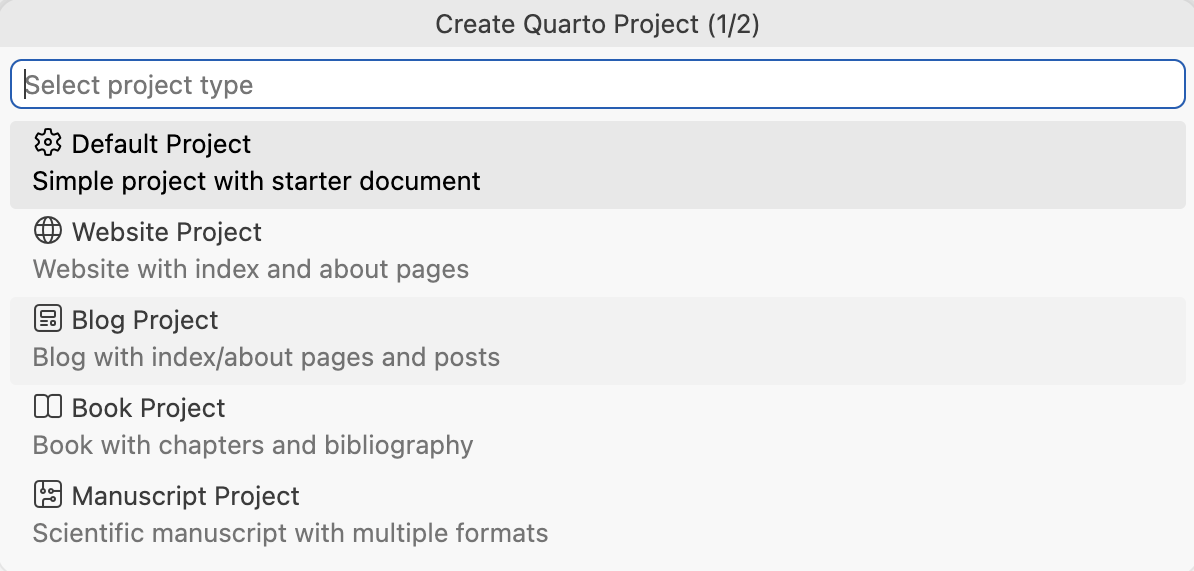 Create Quarto Project (1/2)
Select project type
Default Project
Simple project with starter document
Website Project
Website with index and about pages
Blog Project
Blog with index/about pages and posts
Book Project
Book with chapters and bibliography
Manuscript Project
Scientific manuscript with multiple formats